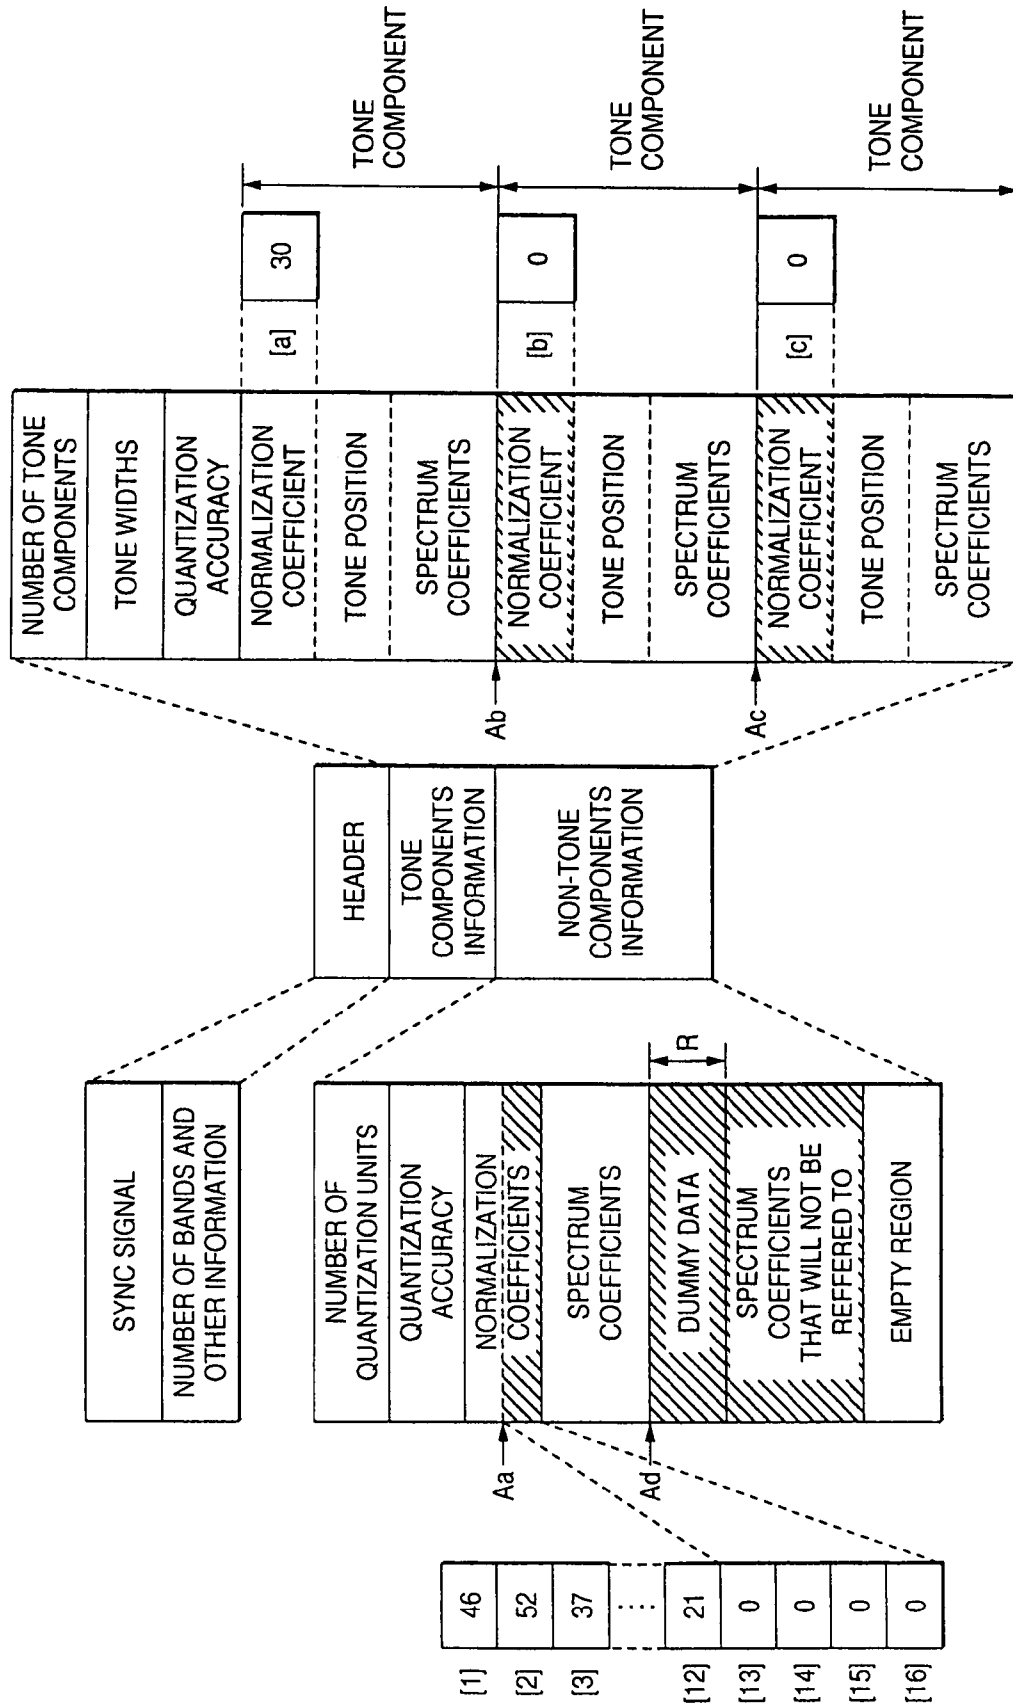 SYNC SIGNAL
NUMBER OF BANDS AND
OTHER INFORMATION
NUMBER OF
QUANTIZATION UNITS
QUANTIZATION
ACCURACY
NORMALIZATION
COEFFICIENTS
SPECTRUM
COEFFICIENTS
DUMMY DATA
SPECTRUM
COEFFICIENTS
THAT WILL NOT BE
REFFERED TO
EMPTY REGION
R
Aa
Ad
[1] 46
[2] 52
[3] 37
[12] 21
[13] 0
[14] 0
[15] 0
[16] 0
HEADER
TONE
COMPONENTS
INFORMATION
NON-TONE
COMPONENTS
INFORMATION
NUMBER OF TONE
COMPONENTS
TONE WIDTHS
QUANTIZATION
ACCURACY
NORMALIZATION
COEFFICIENT
TONE POSITION
SPECTRUM
COEFFICIENTS
NORMALIZATION
COEFFICIENT
TONE POSITION
SPECTRUM
COEFFICIENTS
NORMALIZATION
COEFFICIENT
TONE POSITION
SPECTRUM
COEFFICIENTS
Ab
Ac
[a] 30
[b] 0
[c] 0
TONE
COMPONENT
TONE
COMPONENT
TONE
COMPONENT